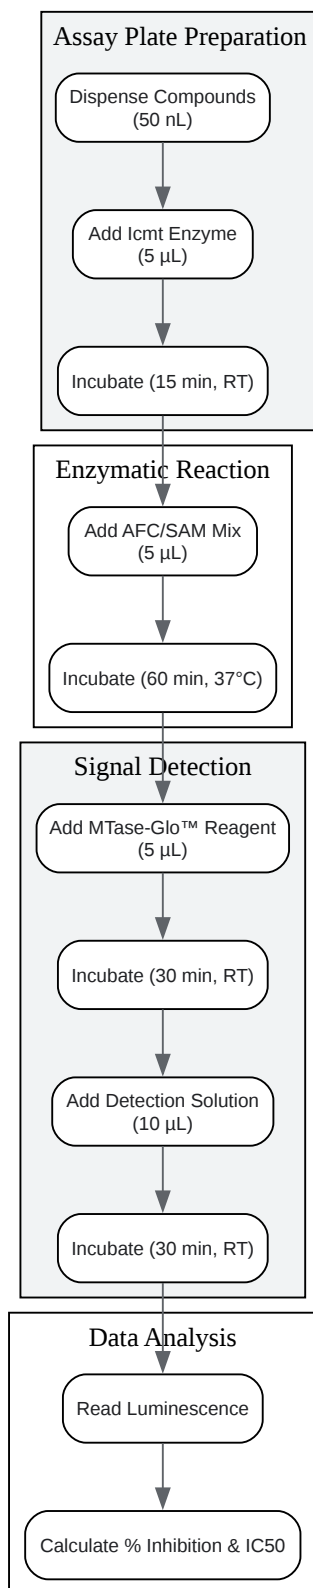 Assay Plate Preparation
Dispense Compounds
(50 nL)
Add Icmt Enzyme
(5 µL)
Incubate (15 min, RT)
Enzymatic Reaction
Add AFC/SAM Mix
(5 µL)
Incubate (60 min, 37°C)
Signal Detection
Add MTase-Glo™ Reagent
(5 µL)
Incubate (30 min, RT)
Add Detection Solution
(10 µL)
Incubate (30 min, RT)
Data Analysis
Read Luminescence
Calculate % Inhibition & IC50